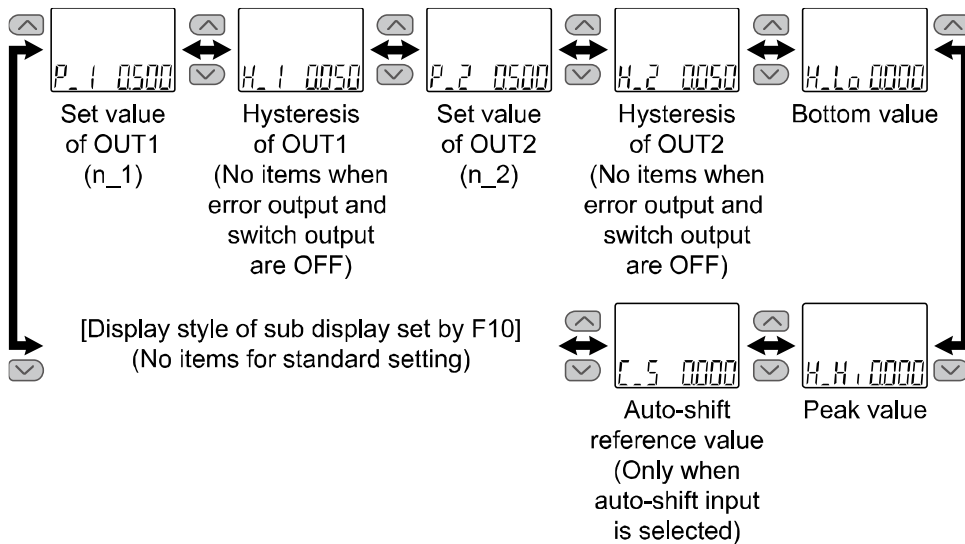 P_1 0.500
H_1 0.050
P_2 0.500
H_2 0.050
H_Lo 0.000
Set value
of OUT1
(n_1)
Hysteresis
of OUT1
(No items when
error output and
switch output
are OFF)
Set value
of OUT2
(n_2)
Hysteresis
of OUT2
(No items when
error output and
switch output
are OFF)
Bottom value
[Display style of sub display set by F10]
(No items for standard setting)
C_S 0.000
H_Hi 0.000
Auto-shift
reference value
(Only when
auto-shift input
is selected)
Peak value